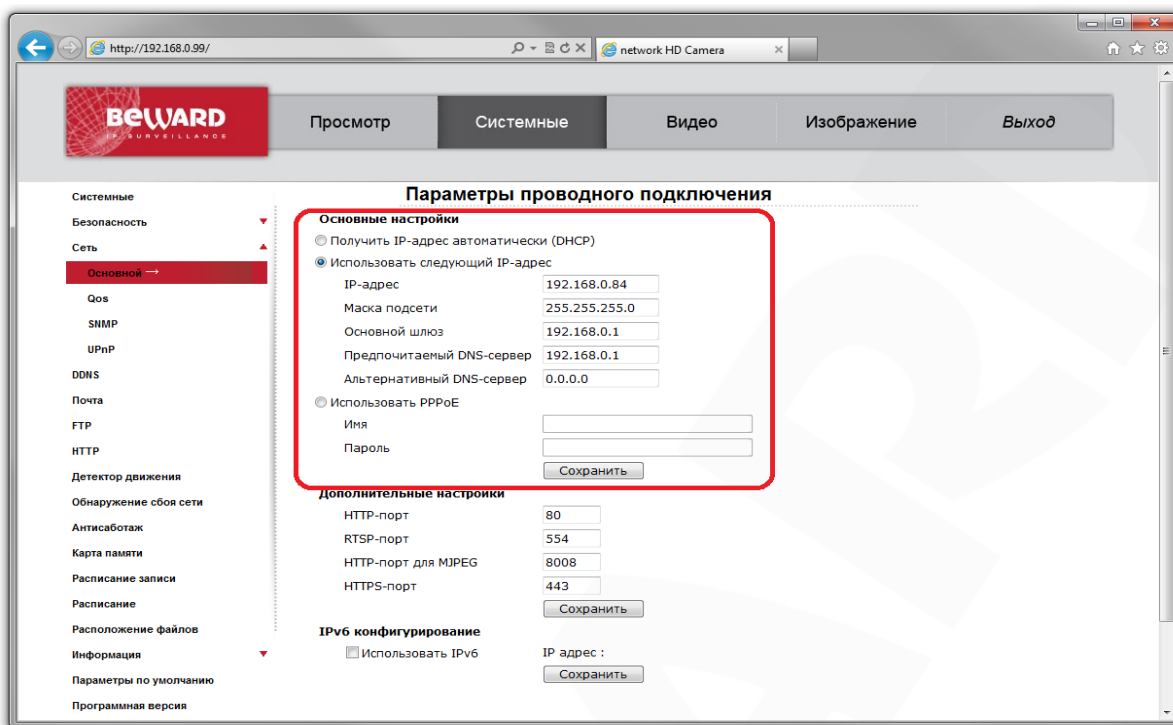 http://192.168.0.99/
network HD Camera
BEWARD
IP SURVEILLANCE
Просмотр
Системные
Видео
Изображение
Выход
Системные
Безопасность
Сеть
Основной →
Qos
SNMP
UPnP
DDNS
Почта
FTP
HTTP
Детектор движения
Обнаружение сбоя сети
Антисаботаж
Карта памяти
Расписание записи
Расписание
Расположение файлов
Информация
Параметры по умолчанию
Программная версия
Параметры проводного подключения
Основные настройки
Получить IP-адрес автоматически (DHCP)
Использовать следующий IP-адрес
IP-адрес 192.168.0.84
Маска подсети 255.255.255.0
Основной шлюз 192.168.0.1
Предпочитаемый DNS-сервер 192.168.0.1
Альтернативный DNS-сервер 0.0.0.0
Использовать PPPoE
Имя
Пароль
Сохранить
Дополнительные настройки
HTTP-порт 80
RTSP-порт 554
HTTP-порт для MJPEG 8008
HTTPS-порт 443
Сохранить
IPv6 конфигурирование
Использовать IPv6 IP адрес :
Сохранить